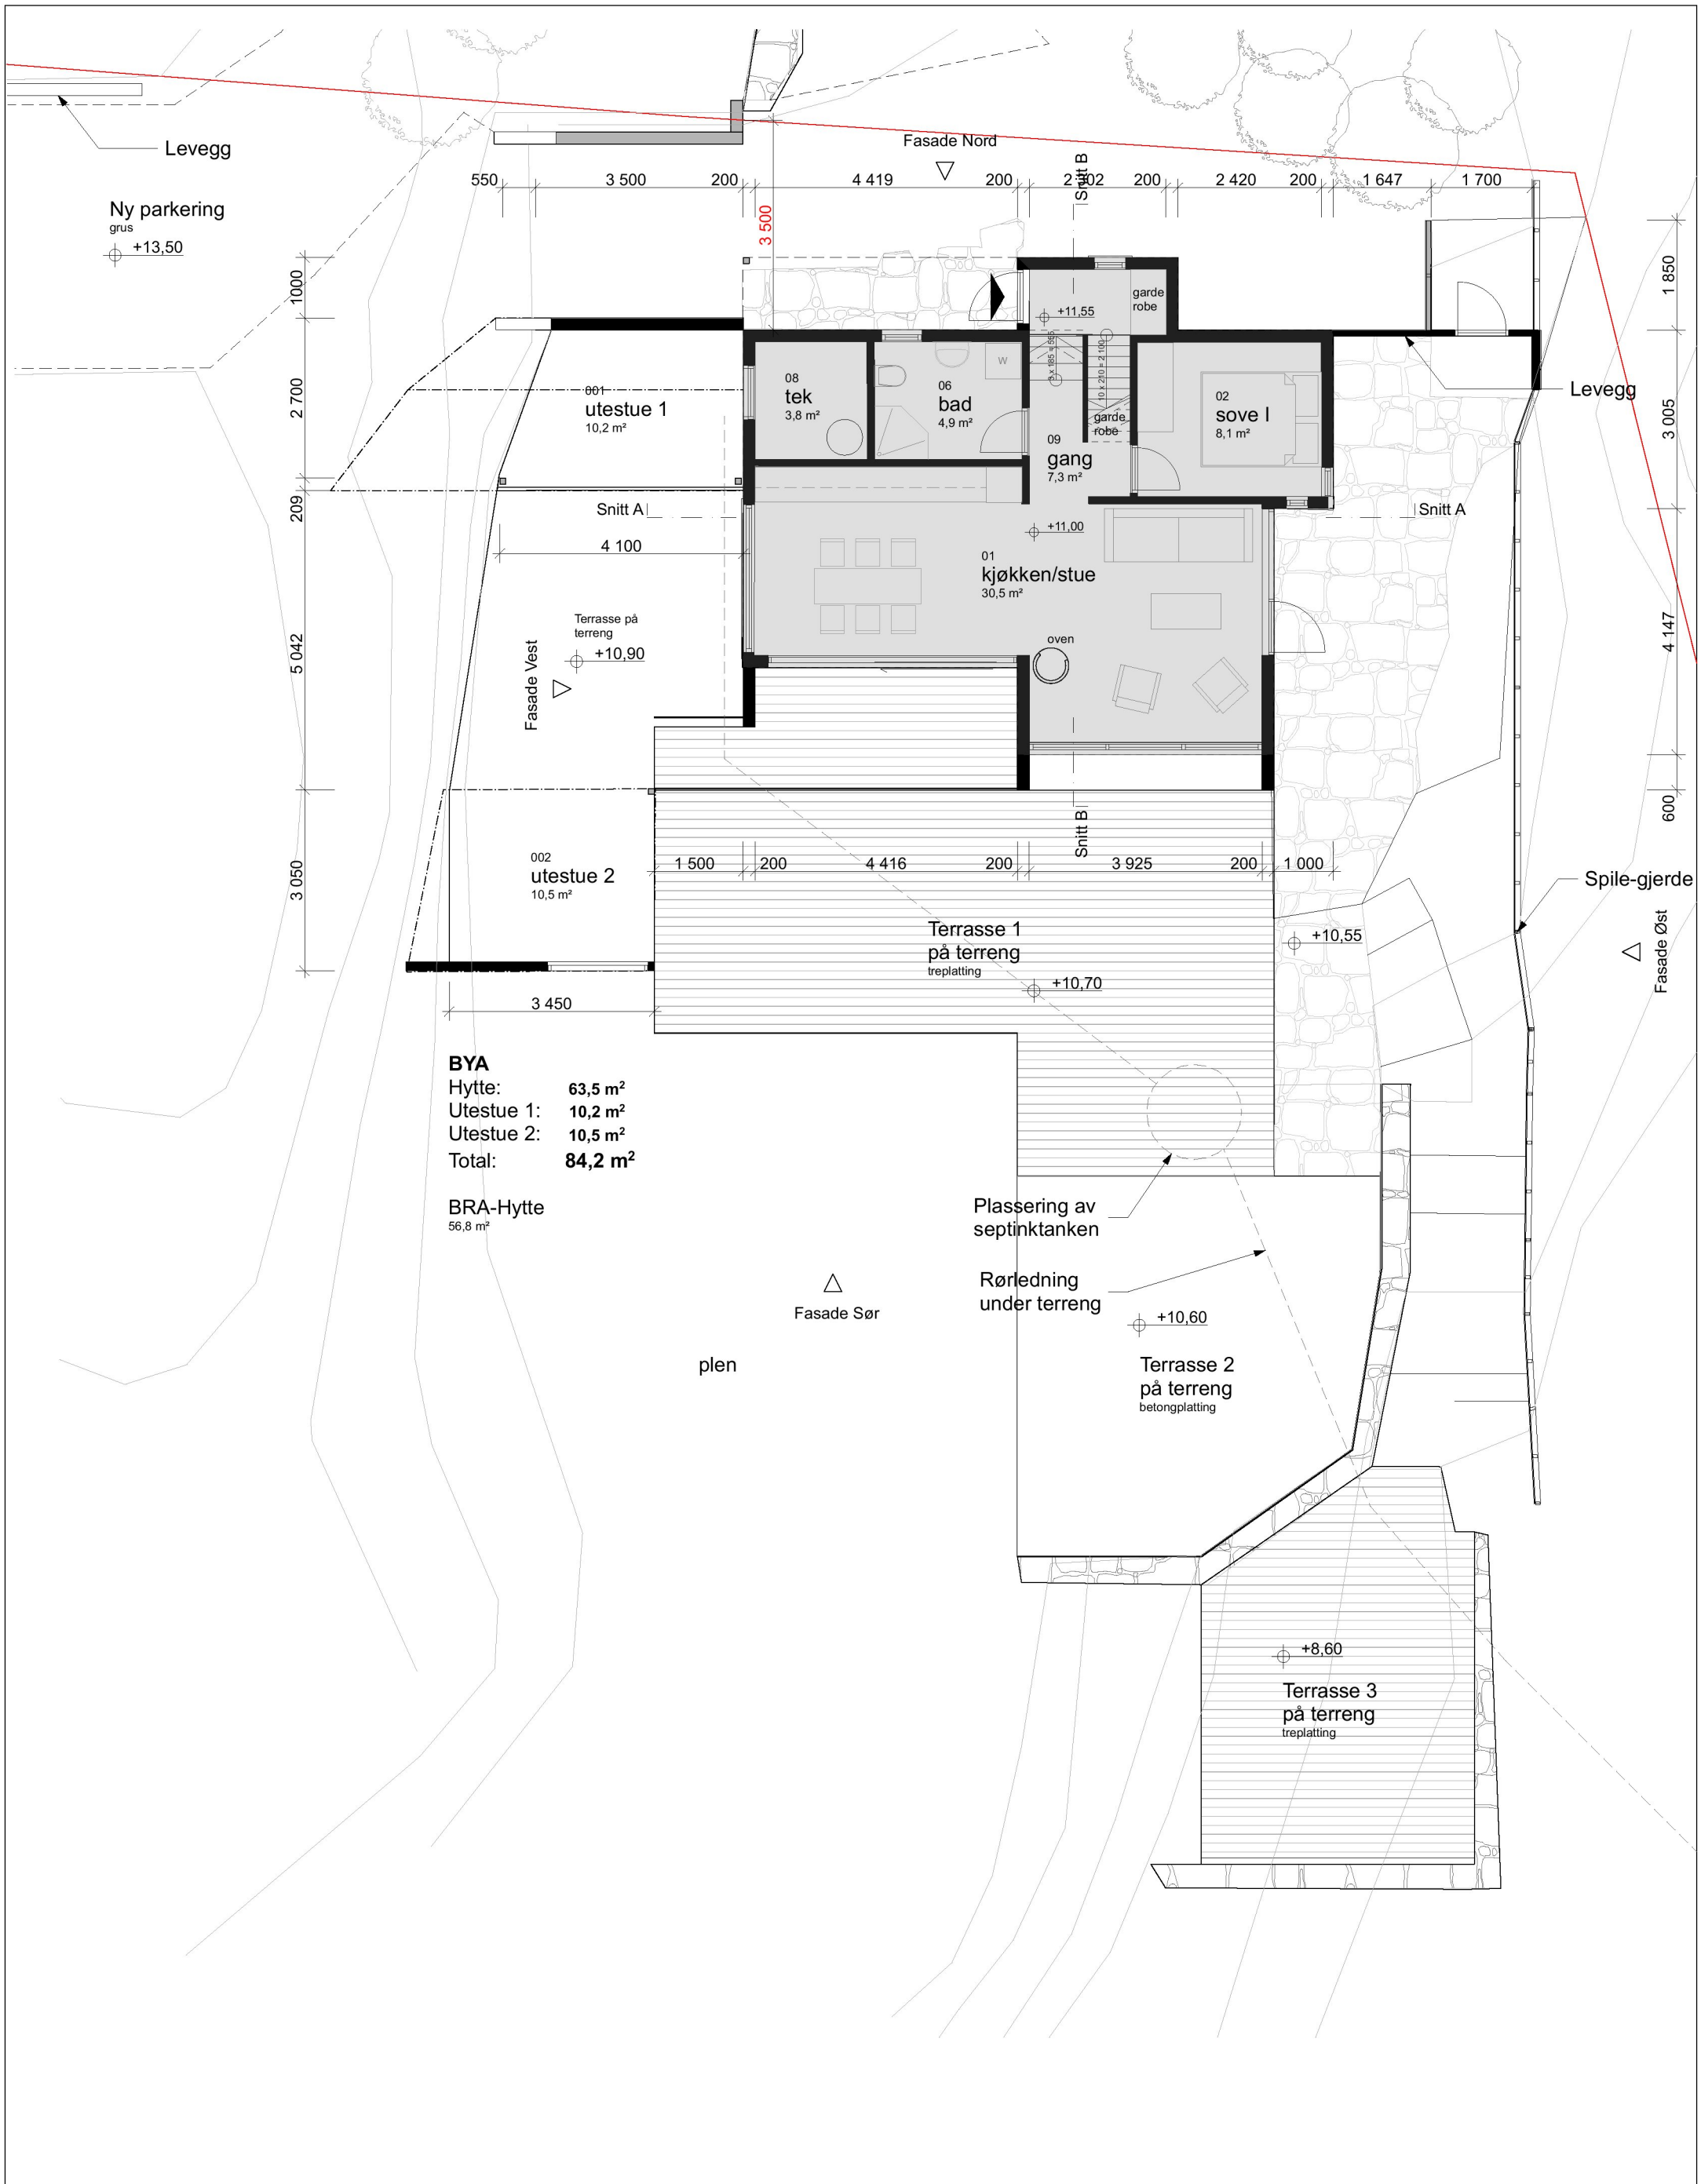 Levegg
Fasade Nord
Snitt B
550
3 500
200
4 419
200
200
2 420
200
1 647
1 700
Ny parkering
grus
+13,50
3 500
1000
1 850
+11,55
garde
robe
3 x 185 = 555
10 x 210 = 2 100
W
2 700
001
utestue 1
10,2 m²
08
tek
3,8 m²
06
bad
4,9 m²
garde
robe
02
sove I
8,1 m²
Levegg
3 005
09
gang
7,3 m²
209
Snitt A
Snitt A
+11,00
4 100
01
kjøkken/stue
30,5 m²
Terrasse på
terreng
+10,90
oven
5 042
4 147
Fasade Vest
600
Snitt B
002
utestue 2
10,5 m²
1 500
200
4 416
200
3 925
200
1 000
3 050
Spile-gjerde
Terrasse 1
på terreng
treplatting
+10,55
Fasade Øst
+10,70
3 450
BYA
Hytte: 63,5 m²
Utestue 1: 10,2 m²
Utestue 2: 10,5 m²
Total: 84,2 m²
BRA-Hytte
56,8 m²
Plassering av
septinktanken
Rørledning
under terreng
Fasade Sør
+10,60
plen
Terrasse 2
på terreng
betongplatting
+8,60
Terrasse 3
på terreng
treplatting